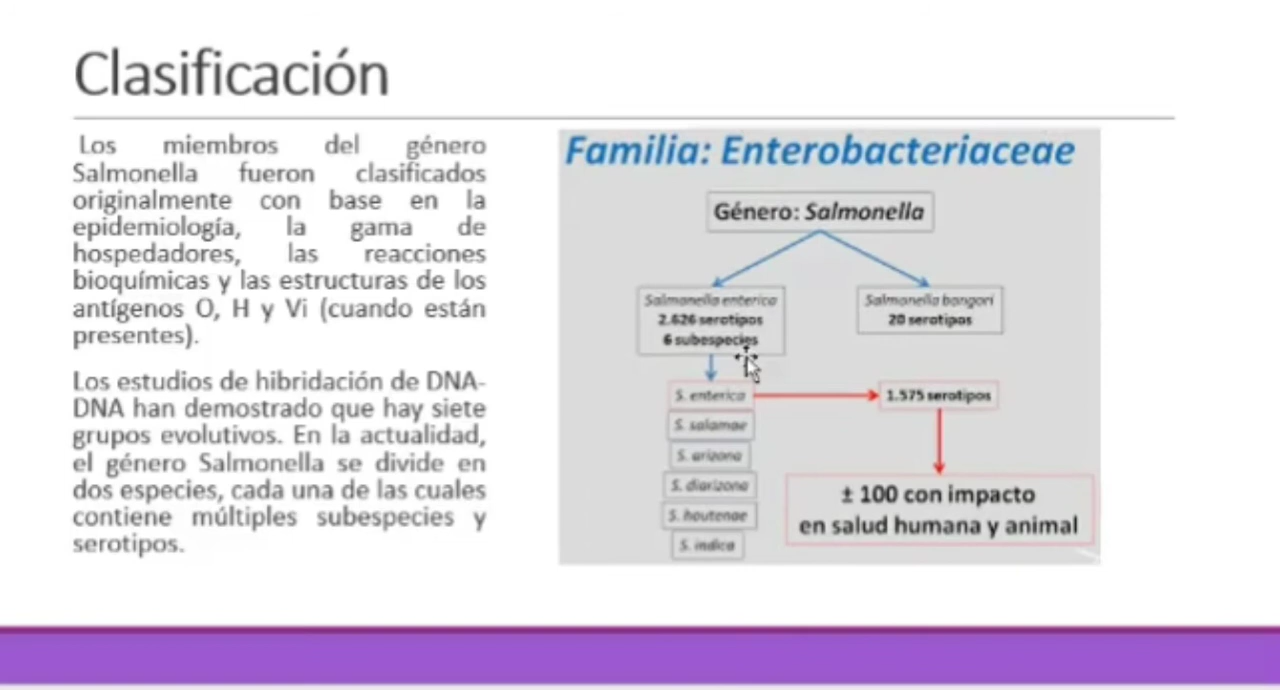 Clasificación
Los miembros del género
Salmonella fueron clasificados
originalmente con base en la
epidemiología, la gama de
hospedadores, las reacciones
bioquímicas y las estructuras de los
antígenos O, H y Vi (cuando están
presentes).
Los estudios de hibridación de DNA-
DNA han demostrado que hay siete
grupos evolutivos. En la actualidad,
el género Salmonella se divide en
dos especies, cada una de las cuales
contiene múltiples subespecies y
serotipos.
Familia: Enterobacteriaceae
Género: Salmonella
Salmonella enterica
2.626 serotipos
6 subespecies
Salmonella bongori
20 serotipos
S. enterica
1.575 serotipos
S. salamae
S. arizona
S. diarizona
S. houtenae
S. indica
± 100 con impacto
en salud humana y animal